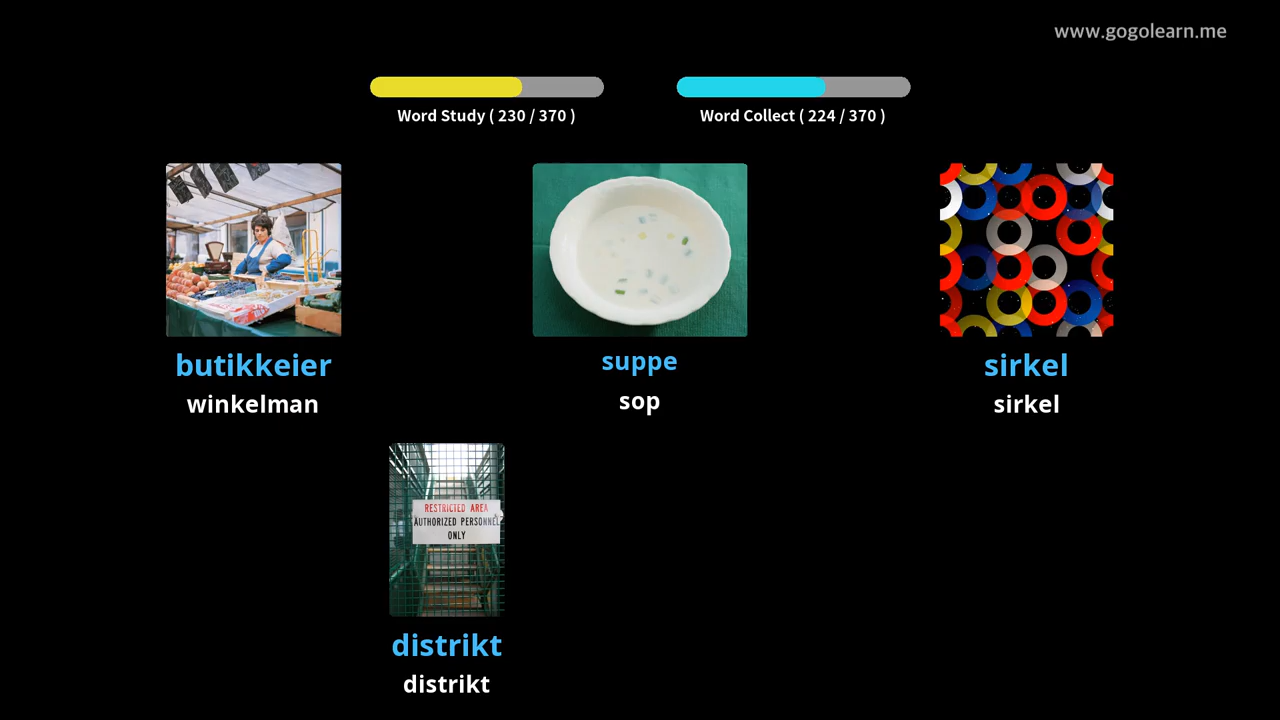 www.gogolearn.me
Word Study ( 230 / 370 )
Word Collect ( 224 / 370 )
butikkeier
winkelman
suppe
sop
sirkel
sirkel
RESTRICTED AREA
AUTHORIZED PERSONNEL
ONLY
distrikt
distrikt